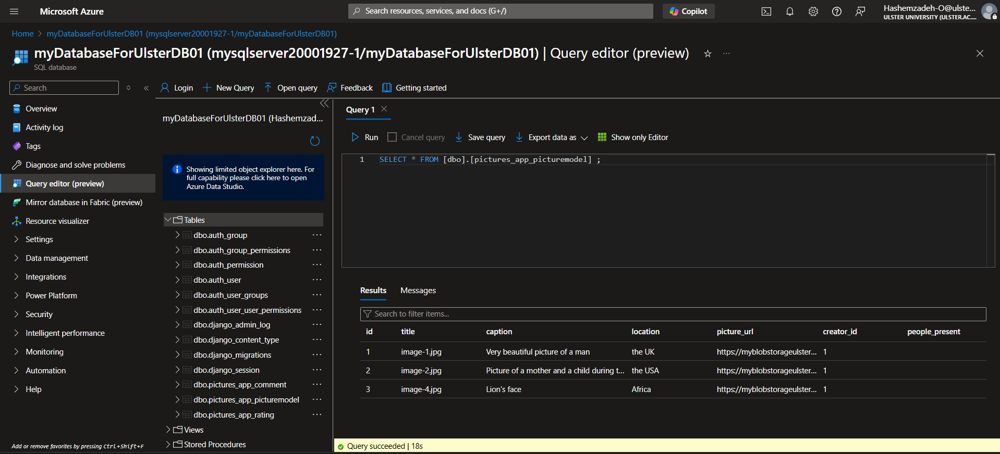 Microsoft Azure
Search resources, services, and docs (G+/)
Copilot
Hashemzadeh-O@ulste...
ULSTER UNIVERSITY (ULSTER.AC....
Home > myDatabaseForUlsterDB01 (mysqlserver20001927-1/myDatabaseForUlsterDB01)
myDatabaseForUlsterDB01 (mysqlserver20001927-1/myDatabaseForUlsterDB01) | Query editor (preview)
SQL database
Search
Overview
Activity log
Tags
Diagnose and solve problems
Query editor (preview)
Mirror database in Fabric (preview)
Resource visualizer
Settings
Data management
Integrations
Power Platform
Security
Intelligent performance
Monitoring
Automation
Help
Add or remove favorites by pressing Ctrl+Shift+F
Login New Query Open query Feedback Getting started
myDatabaseForUlsterDB01 (Hashemzad...
Showing limited object explorer here. For
full capability please click here to open
Azure Data Studio.
Tables
dbo.auth_group
dbo.auth_group_permissions
dbo.auth_permission
dbo.auth_user
dbo.auth_user_groups
dbo.auth_user_user_permissions
dbo.django_admin_log
dbo.django_content_type
dbo.django_migrations
dbo.django_session
dbo.pictures_app_comment
dbo.pictures_app_picturemodel
dbo.pictures_app_rating
Views
Stored Procedures
Query 1
Run Cancel query Save query Export data as Show only Editor
1 SELECT * FROM [dbo].[pictures_app_picturemodel] ;
Results Messages
Search to filter items...
id title caption location picture_url creator_id people_present
1 image-1.jpg Very beautiful picture of a man the UK https://myblobstorageulster... 1
2 image-2.jpg Picture of a mother and a child during t... the USA https://myblobstorageulster... 1
3 image-4.jpg Lion's face Africa https://myblobstorageulster... 1
Query succeeded | 18s